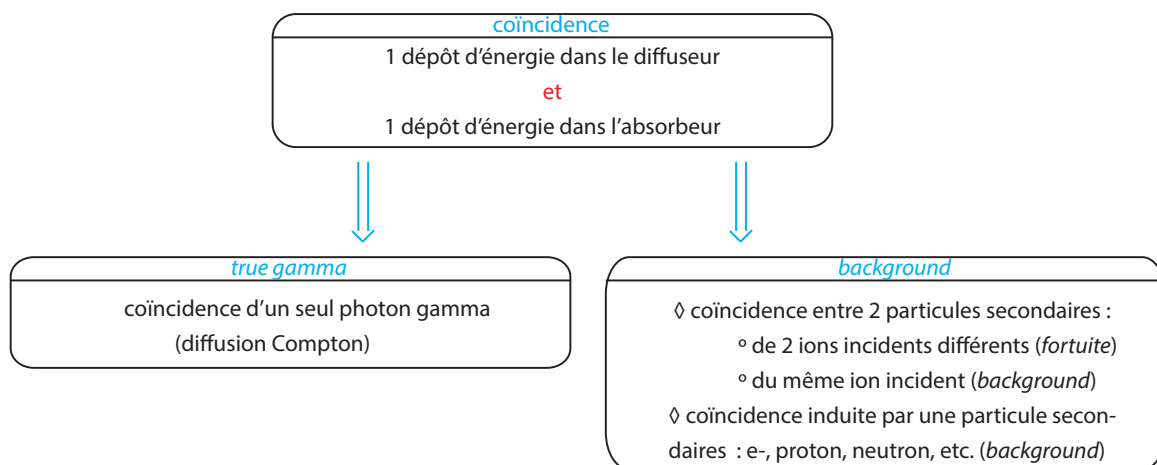 coïncidence
1 dépôt d'énergie dans le diffuseur
et
1 dépôt d'énergie dans l'absorbeur
true gamma
coïncidence d'un seul photon gamma
(diffusion Compton)
background
◊ coïncidence entre 2 particules secondaires :
º de 2 ions incidents différents (fortuite)
º du même ion incident (background)
◊ coïncidence induite par une particule secon-
daires : e-, proton, neutron, etc. (background)